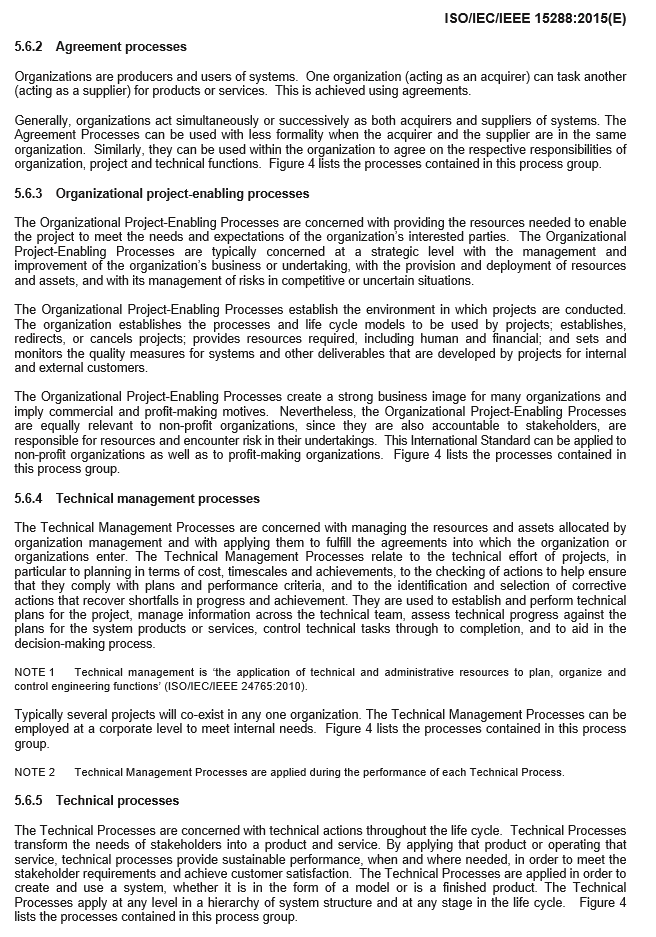 ISO/IEC/IEEE 15288:2015(E)
5.6.2 Agreement processes
Organizations are producers and users of systems. One organization (acting as an acquirer) can task another
(acting as a supplier) for products or services. This is achieved using agreements.
Generally, organizations act simultaneously or successively as both acquirers and suppliers of systems. The
Agreement Processes can be used with less formality when the acquirer and the supplier are in the same
organization. Similarly, they can be used within the organization to agree on the respective responsibilities of
organization, project and technical functions. Figure 4 lists the processes contained in this process group.
5.6.3 Organizational project-enabling processes
The Organizational Project-Enabling Processes are concerned with providing the resources needed to enable
the project to meet the needs and expectations of the organization's interested parties. The Organizational
Project-Enabling Processes are typically concerned at a strategic level with the management and
improvement of the organization's business or undertaking, with the provision and deployment of resources
and assets, and with its management of risks in competitive or uncertain situations.
The Organizational Project-Enabling Processes establish the environment in which projects are conducted.
The organization establishes the processes and life cycle models to be used by projects; establishes,
redirects, or cancels projects; provides resources required, including human and financial; and sets and
monitors the quality measures for systems and other deliverables that are developed by projects for internal
and external customers.
The Organizational Project-Enabling Processes create a strong business image for many organizations and
imply commercial and profit-making motives. Nevertheless, the Organizational Project-Enabling Processes
are equally relevant to non-profit organizations, since they are also accountable to stakeholders, are
responsible for resources and encounter risk in their undertakings. This International Standard can be applied to
non-profit organizations as well as to profit-making organizations. Figure 4 lists the processes contained in
this process group.
5.6.4 Technical management processes
The Technical Management Processes are concerned with managing the resources and assets allocated by
organization management and with applying them to fulfill the agreements into which the organization or
organizations enter. The Technical Management Processes relate to the technical effort of projects, in
particular to planning in terms of cost, timescales and achievements, to the checking of actions to help ensure
that they comply with plans and performance criteria, and to the identification and selection of corrective
actions that recover shortfalls in progress and achievement. They are used to establish and perform technical
plans for the project, manage information across the technical team, assess technical progress against the
plans for the system products or services, control technical tasks through to completion, and to aid in the
decision-making process.
NOTE 1 Technical management is 'the application of technical and administrative resources to plan, organize and
control engineering functions' (ISO/IEC/IEEE 24765:2010).
Typically several projects will co-exist in any one organization. The Technical Management Processes can be
employed at a corporate level to meet internal needs. Figure 4 lists the processes contained in this process
group.
NOTE 2 Technical Management Processes are applied during the performance of each Technical Process.
5.6.5 Technical processes
The Technical Processes are concerned with technical actions throughout the life cycle. Technical Processes
transform the needs of stakeholders into a product and service. By applying that product or operating that
service, technical processes provide sustainable performance, when and where needed, in order to meet the
stakeholder requirements and achieve customer satisfaction. The Technical Processes are applied in order to
create and use a system, whether it is in the form of a model or is a finished product. The Technical
Processes apply at any level in a hierarchy of system structure and at any stage in the life cycle. Figure 4
lists the processes contained in this process group.